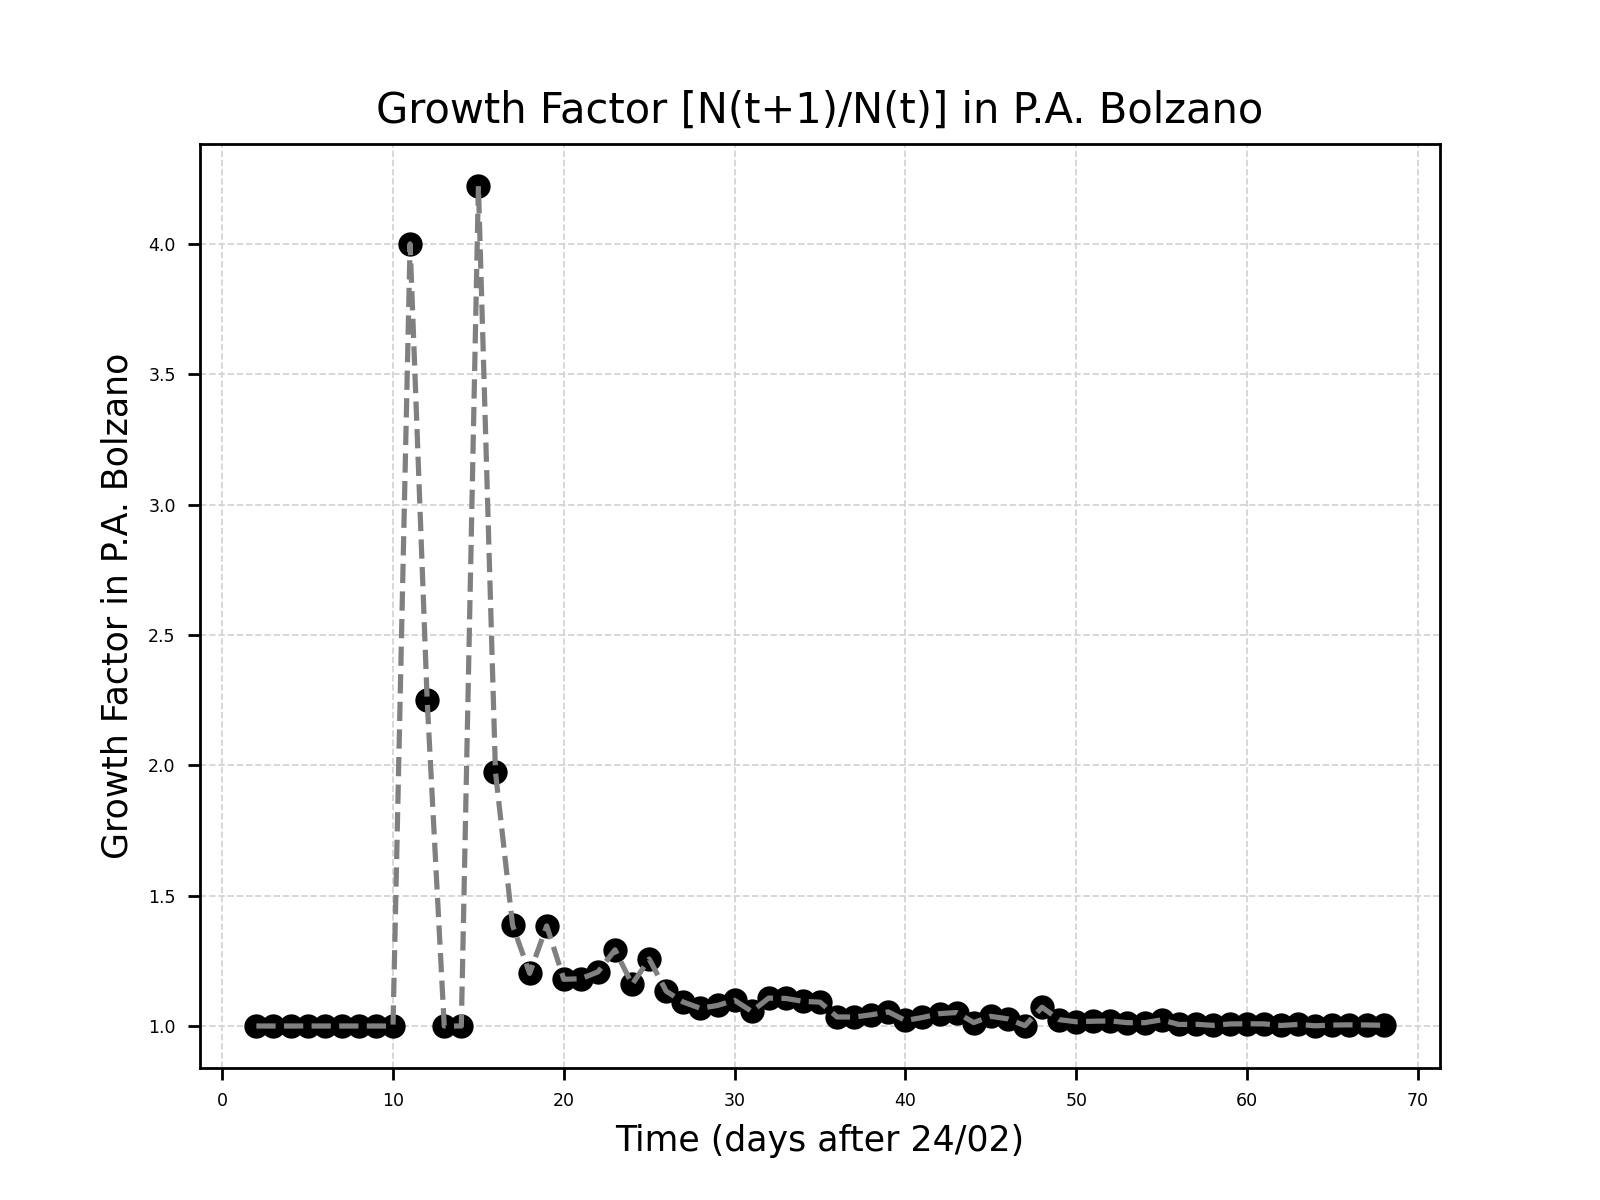 Growth Factor [N(t+1)/N(t)] in P.A. Bolzano
Growth Factor in P.A. Bolzano
4.0
3.5
3.0
2.5
2.0
1.5
1.0
0 10 20 30 40 50 60 70
Time (days after 24/02)